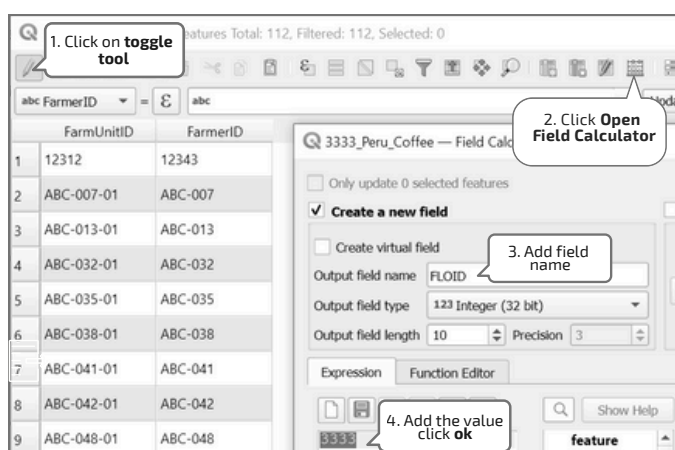 1. Click on toggle
tool
eatures Total: 112, Filtered: 112, Selected: 0
abc FarmerID = ε abc
2. Click Open
Field Calculator
FarmUnitID FarmerID
1 12312 12343
2 ABC-007-01 ABC-007
3 ABC-013-01 ABC-013
4 ABC-032-01 ABC-032
5 ABC-035-01 ABC-035
6 ABC-038-01 ABC-038
7 ABC-041-01 ABC-041
8 ABC-042-01 ABC-042
9 ABC-048-01 ABC-048
3333_Peru_Coffee — Field Calc
Only update 0 selected features
Create a new field
Create virtual field
3. Add field
name
Output field name FLOID
Output field type 123 Integer (32 bit)
Output field length 10 Precision 3
Expression Function Editor
4. Add the value
click ok
Show Help
3333
feature